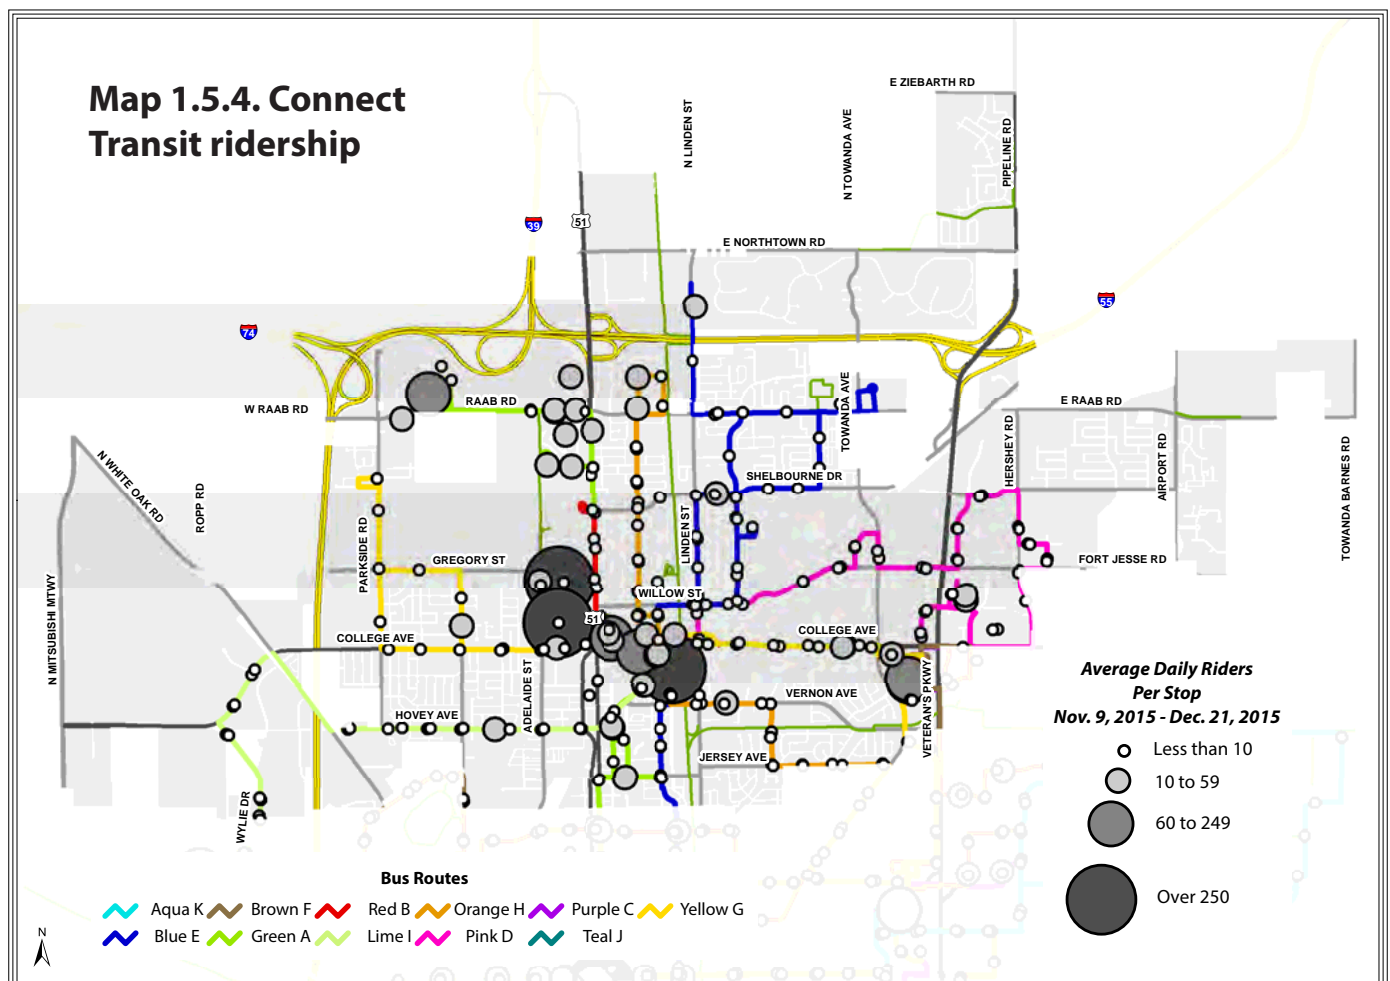 Map 1.5.4. Connect
Transit ridership
E ZIEBARTH RD
N LINDEN ST
N TOWANDA AVE
PIPELINE RD
39
51
E NORTHTOWN RD
55
74
W RAAB RD
RAAB RD
TOWANDA AVE
E RAAB RD
HERSHEY RD
AIRPORT RD
TOWANDA BARNES RD
N WHITE OAK RD
ROPP RD
SHELBOURNE DR
PARKSIDE RD
LINDEN ST
GREGORY ST
FORT JESSE RD
WILLOW ST
51
N MITSUBISHI MTWY
COLLEGE AVE
COLLEGE AVE
ADELAIDE ST
VERNON AVE
VETERAN'S PKWY
HOVEY AVE
JERSEY AVE
WYLIE DR
Average Daily Riders
Per Stop
Nov. 9, 2015 - Dec. 21, 2015
Less than 10
10 to 59
60 to 249
Over 250
Bus Routes
Aqua K Brown F Red B Orange H Purple C Yellow G
Blue E Green A Lime I Pink D Teal J
N